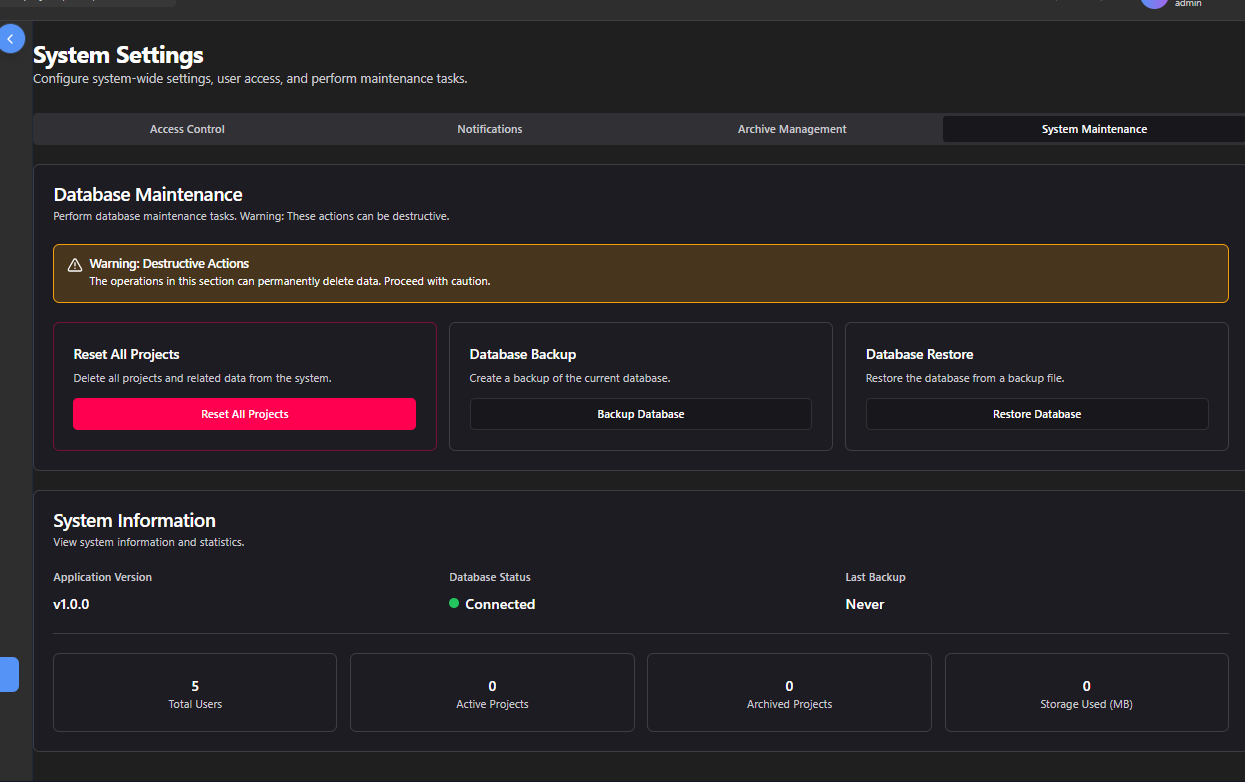 admin
System Settings
Configure system-wide settings, user access, and perform maintenance tasks.
Access Control
Notifications
Archive Management
System Maintenance
Database Maintenance
Perform database maintenance tasks. Warning: These actions can be destructive.
Warning: Destructive Actions
The operations in this section can permanently delete data. Proceed with caution.
Reset All Projects
Delete all projects and related data from the system.
Reset All Projects
Database Backup
Create a backup of the current database.
Backup Database
Database Restore
Restore the database from a backup file.
Restore Database
System Information
View system information and statistics.
Application Version
v1.0.0
Database Status
Connected
Last Backup
Never
5
Total Users
0
Active Projects
0
Archived Projects
0
Storage Used (MB)